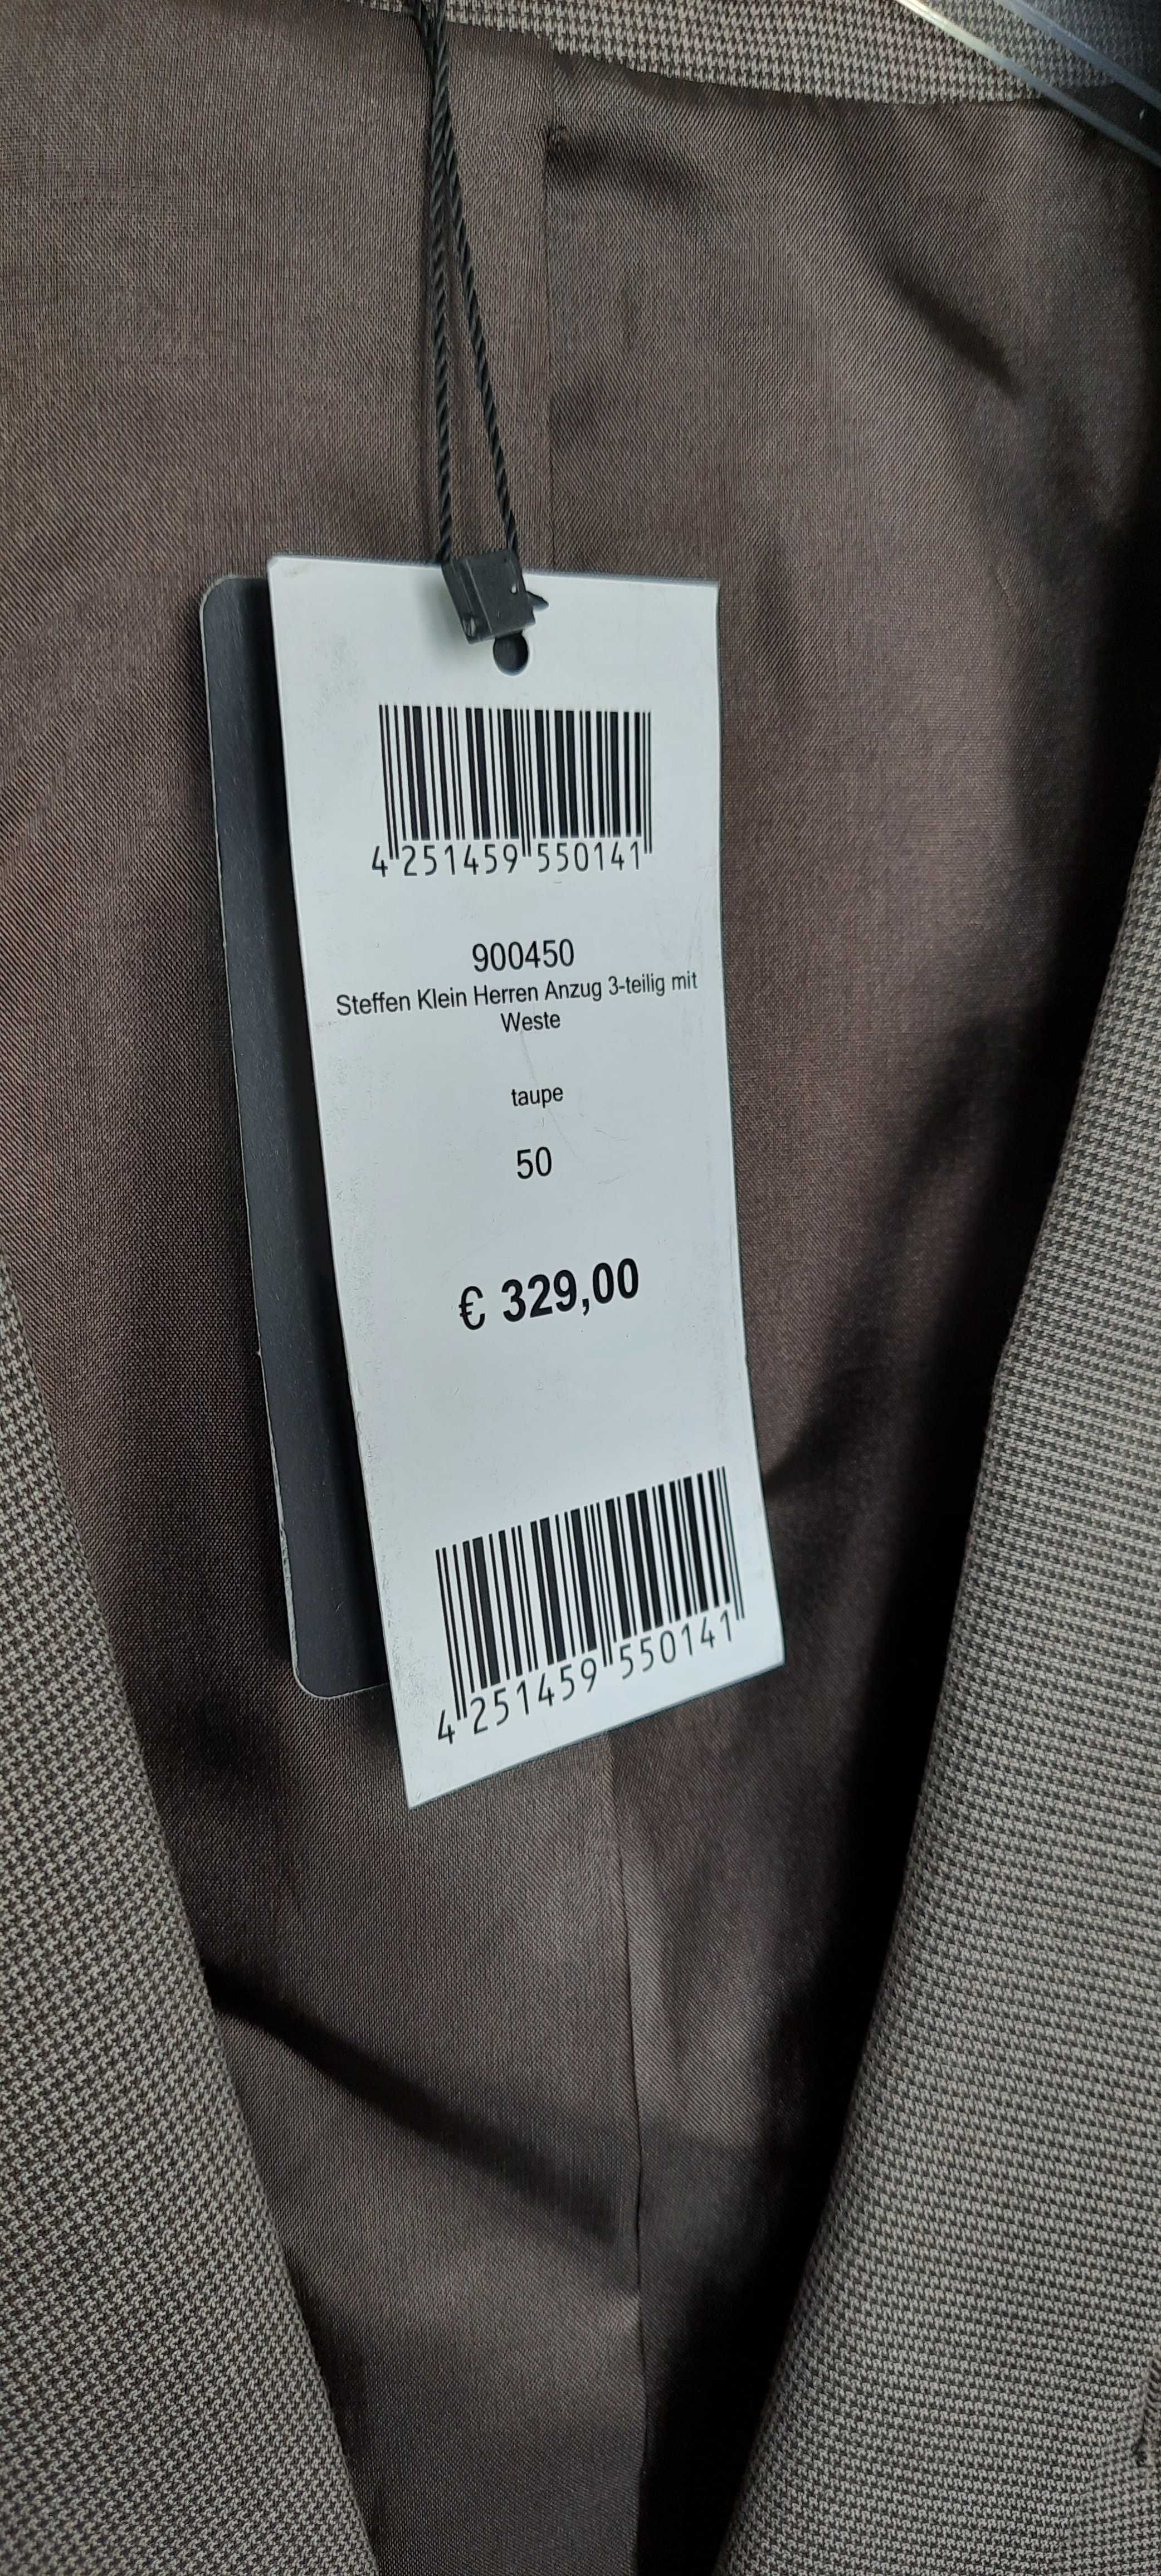 4 251459 550141
900450
Steffen Klein Herren Anzug 3-teilig mit
Weste
taupe
50
€ 329,00
4 251459 550141